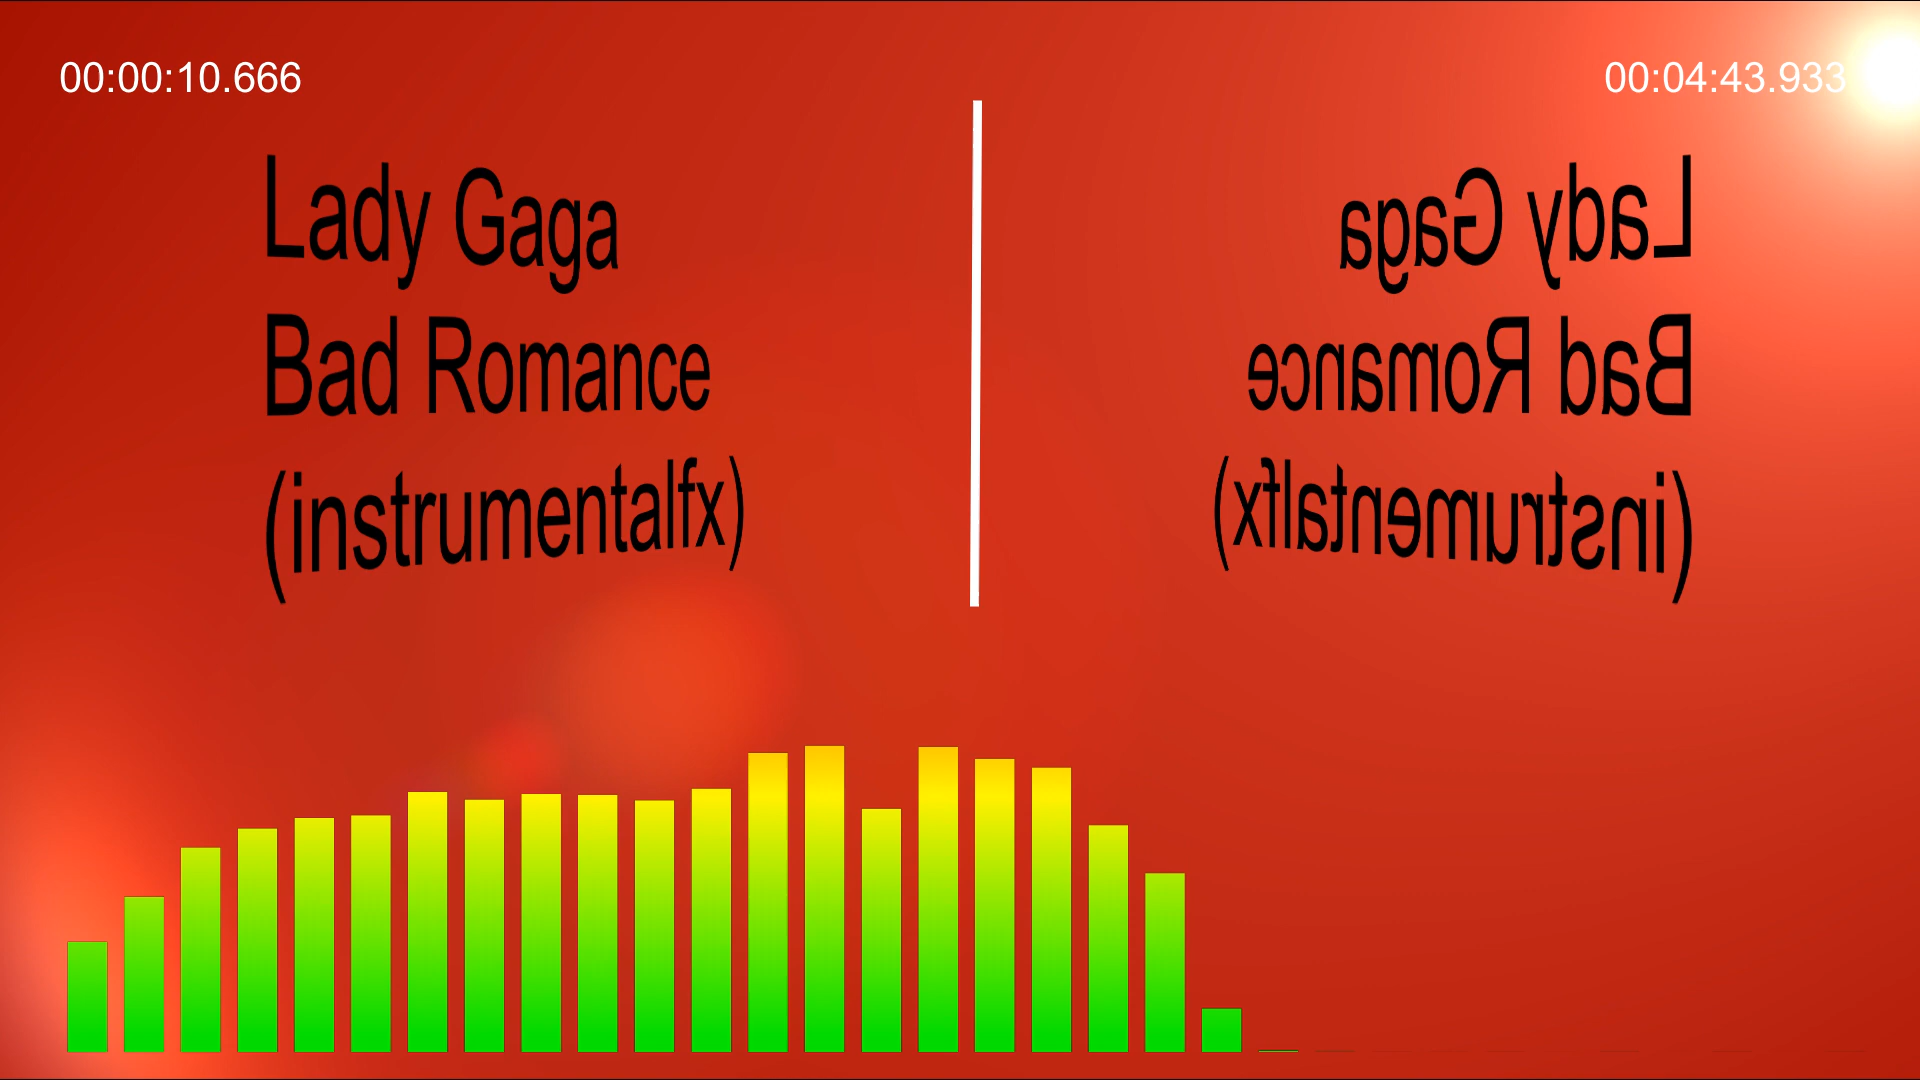 00:00:10.666
00:04:43.933
Lady Gaga
Bad Romance
(instrumentalfx)
Lady Gaga
Bad Romance
(instrumentalfx)